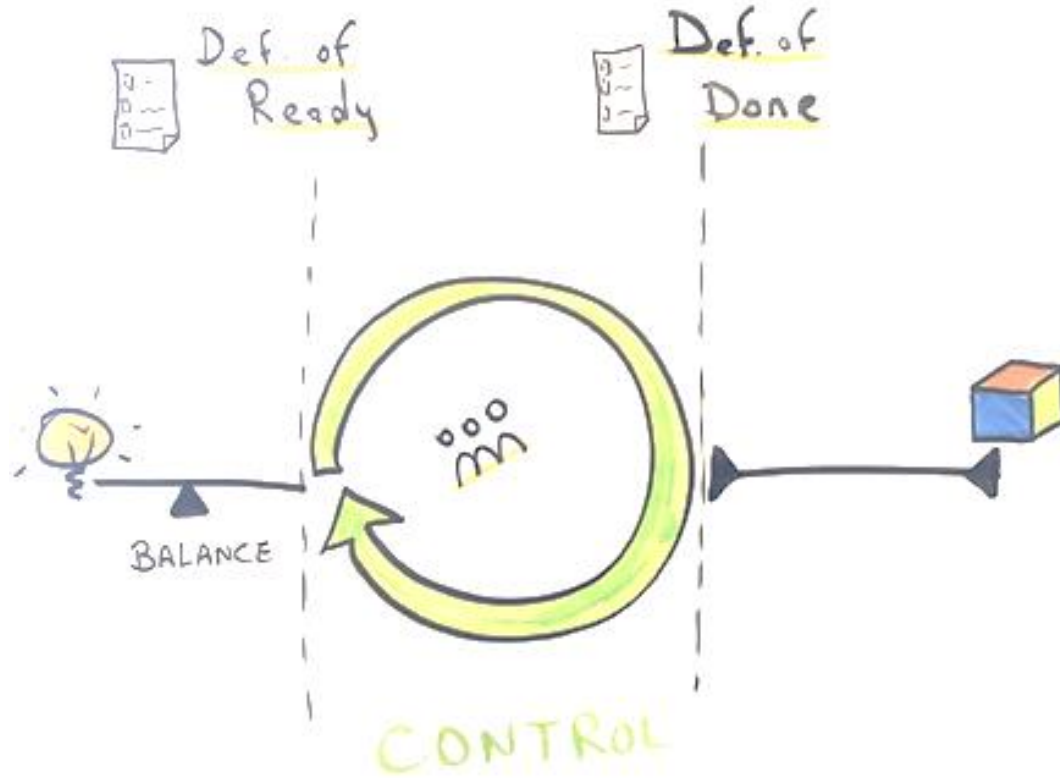 Def. of
Ready
Def. of
Done
BALANCE
CONTROL